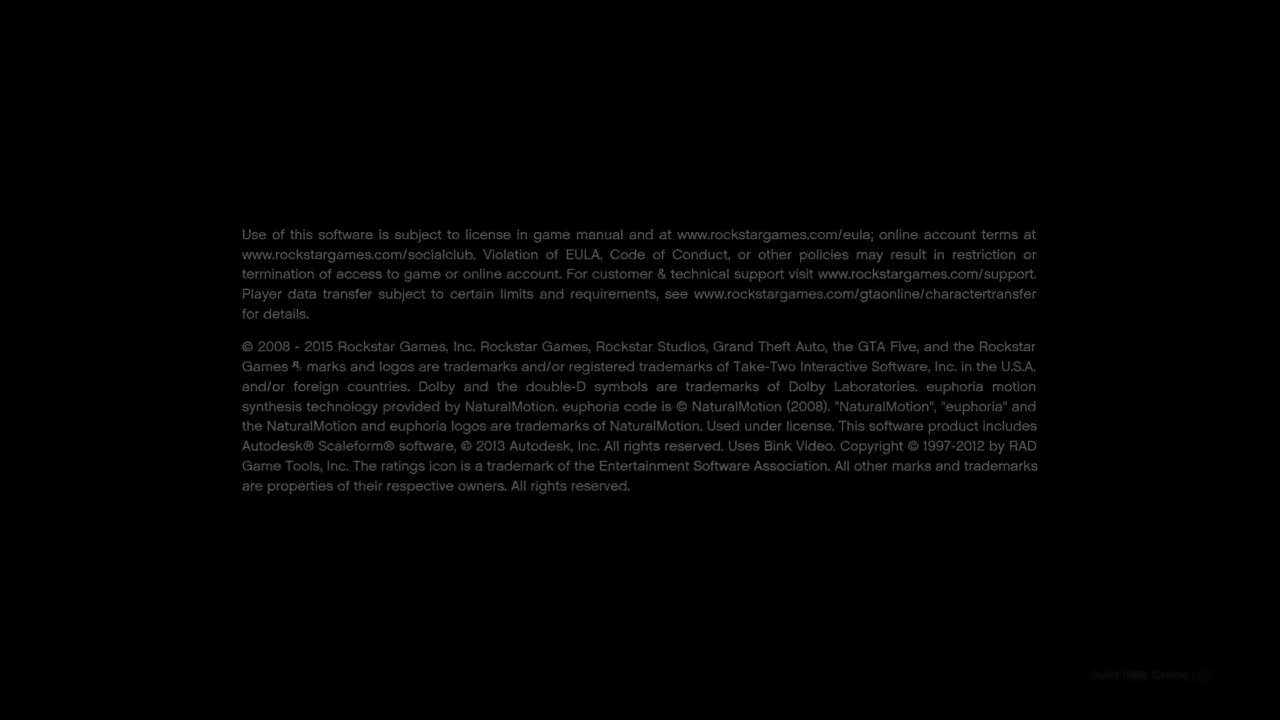 Use of this software is subject to license in game manual and at www.rockstargames.com/eula; online account terms at
www.rockstargames.com/socialclub. Violation of EULA, Code of Conduct, or other policies may result in restriction or
termination of access to game or online account. For customer & technical support visit www.rockstargames.com/support.
Player data transfer subject to certain limits and requirements, see www.rockstargames.com/gtaonline/charactertransfer
for details.
© 2008 - 2015 Rockstar Games, Inc. Rockstar Games, Rockstar Studios, Grand Theft Auto, the GTA Five, and the Rockstar
Games R* marks and logos are trademarks and/or registered trademarks of Take-Two Interactive Software, Inc. in the U.S.A.
and/or foreign countries. Dolby and the double-D symbols are trademarks of Dolby Laboratories. euphoria motion
synthesis technology provided by NaturalMotion. euphoria code is © NaturalMotion (2008). "NaturalMotion", "euphoria" and
the NaturalMotion and euphoria logos are trademarks of NaturalMotion. Used under license. This software product includes
Autodesk® Scaleform® software, © 2013 Autodesk, Inc. All rights reserved. Uses Bink Video. Copyright © 1997-2012 by RAD
Game Tools, Inc. The ratings icon is a trademark of the Entertainment Software Association. All other marks and trademarks
are properties of their respective owners. All rights reserved.
Build Online